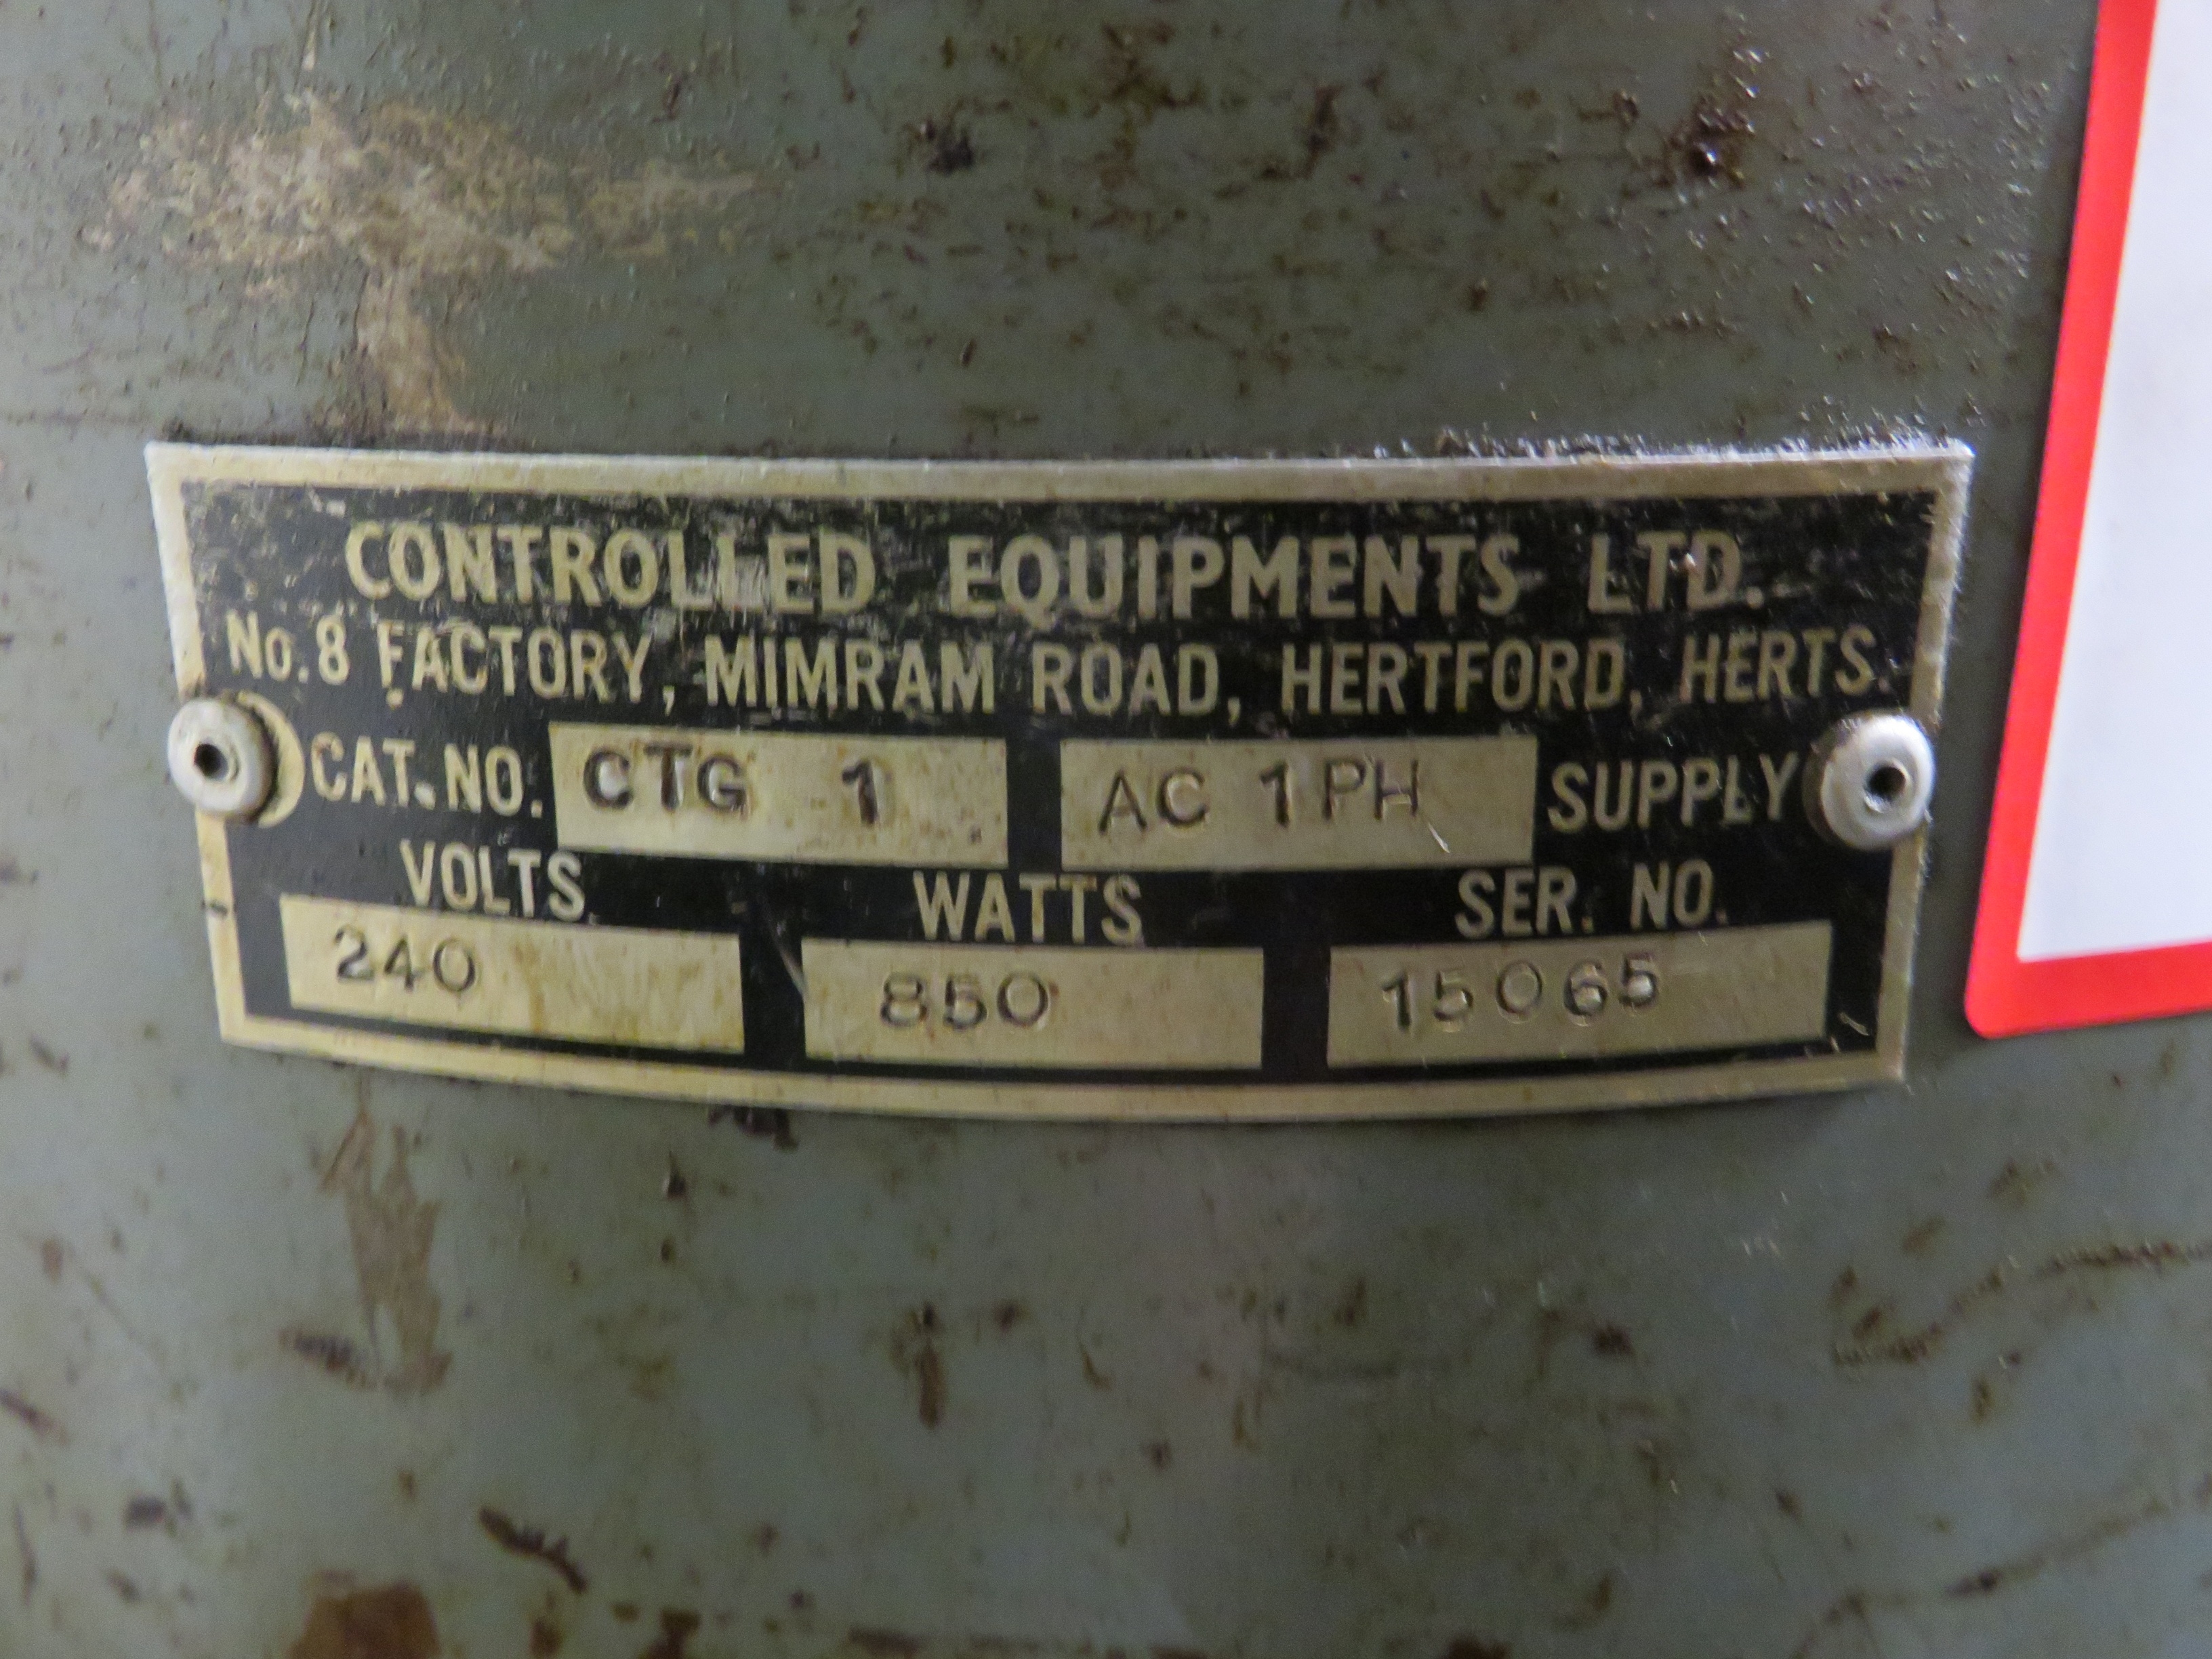 CONTROLLED EQUIPMENTS LTD.
No. 8 FACTORY, MIMRAM ROAD, HERTFORD, HERTS.
CAT. NO. CTG 1 AC 1PH SUPPLY
VOLTS WATTS SER. NO.
240 850 15065